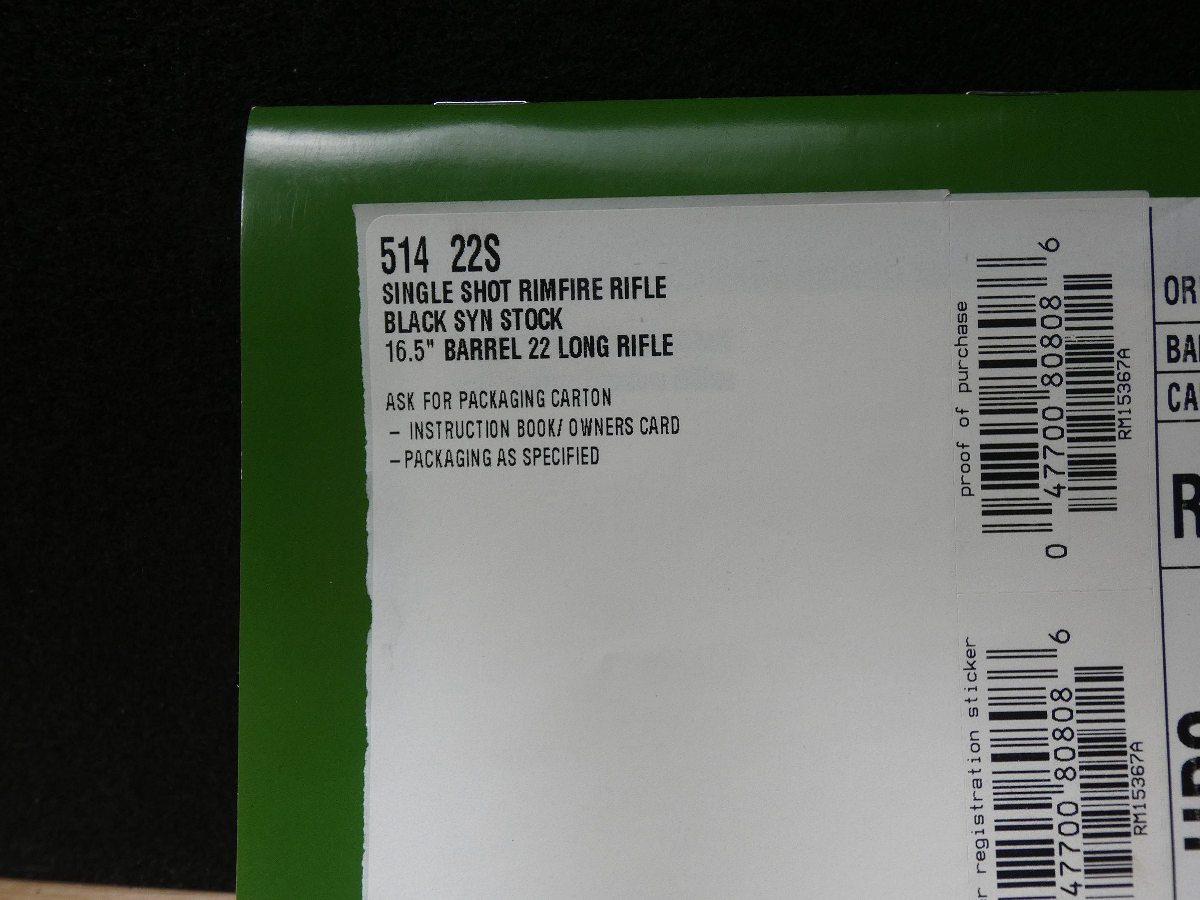 514 22S
SINGLE SHOT RIMFIRE RIFLE
BLACK SYN STOCK
16.5" BARREL 22 LONG RIFLE
ASK FOR PACKAGING CARTON
- INSTRUCTION BOOK/ OWNERS CARD
-PACKAGING AS SPECIFIED
proof of purchase
0 47700 80808 6
RM15367A
registration sticker
47700 80808 6
RM15367A
OR
BA
CA
R